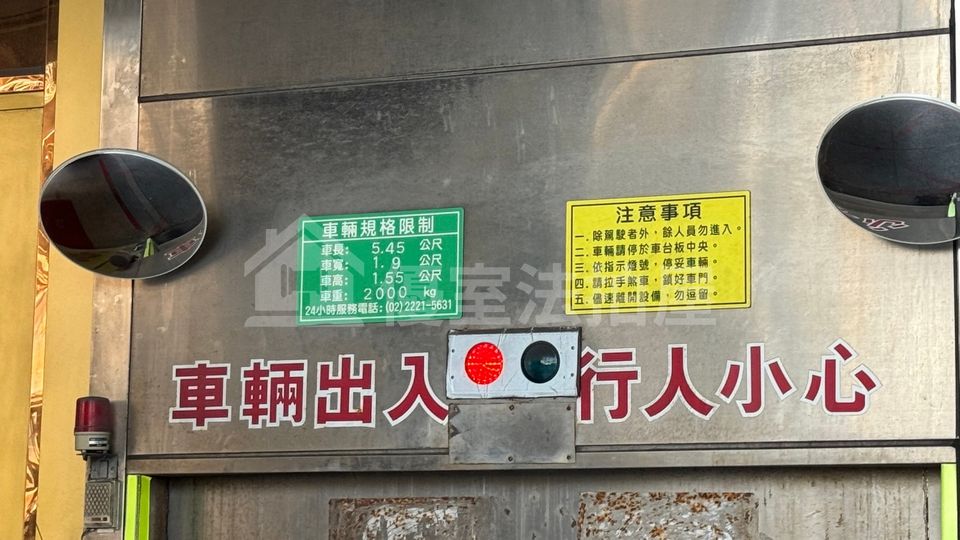 車輛規格限制
車長: 5.45 公尺
車寬: 1.9 公尺
車高: 1.55 公尺
車重: 2000 kg
24小時服務電話:(02)2221-5631
注意事項
一. 除駕駛者外,餘人員勿進入。
二. 車輛請停於車台板中央。
三. 依指示燈號,停妥車輛。
四. 請拉手煞車,鎖好車門。
五. 儘速離開設備,勿逗留。
優室法拍屋
車輛出入 行人小心